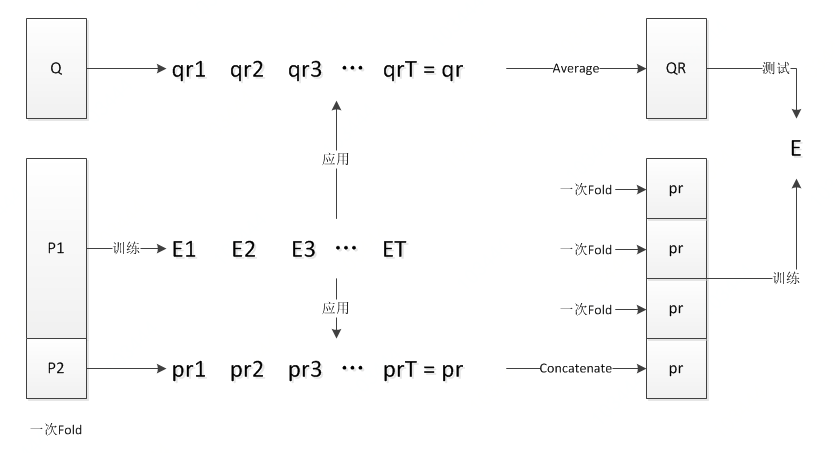 Q
qr1 qr2 qr3 ··· qrT = qr
Average
QR
测试
应用
E
P1
训练
E1 E2 E3 ··· ET
一次Fold
pr
一次Fold
pr
训练
应用
一次Fold
pr
P2
pr1 pr2 pr3 ··· prT = pr
Concatenate
pr
一次Fold